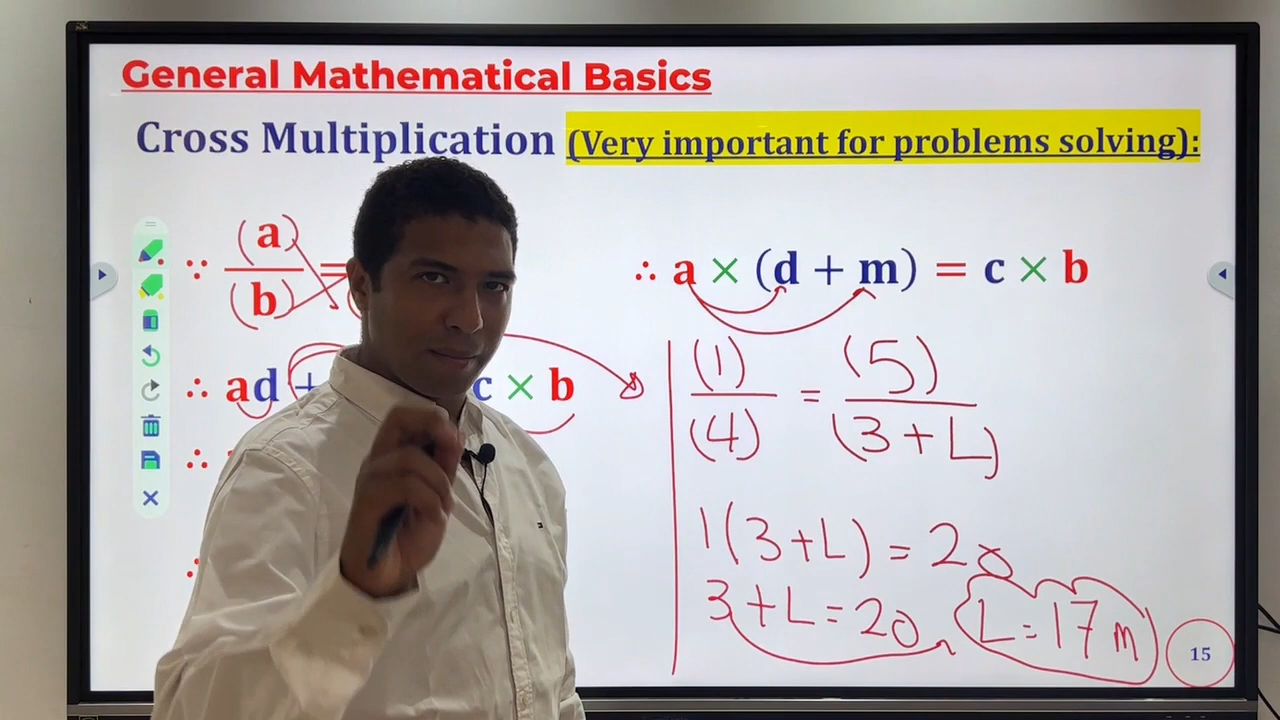 General Mathematical Basics
Cross Multiplication (Very important for problems solving):
∵ (a) / (b) =
∴ a × (d + m) = c × b
∴ ad + c × b
∴
(1) / (4) = (5) / (3 + L)
1(3+L) = 20
3+L=20
L=17m
15